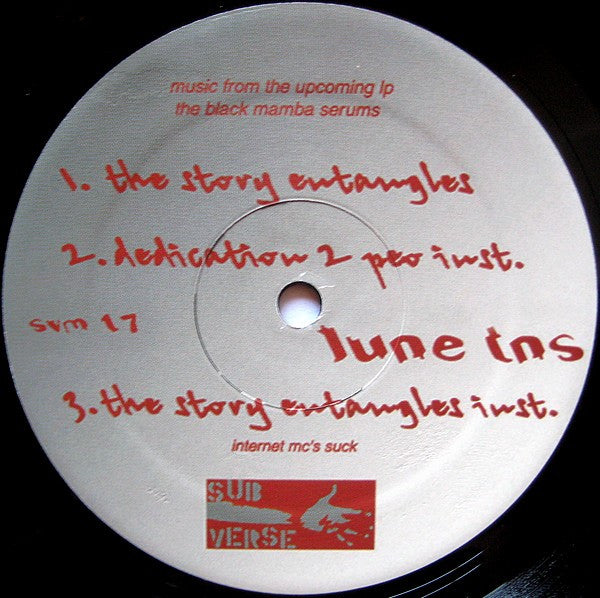 music from the upcoming lp
the black mamba serums
1. the story entangles
2. dedication 2 peo inst.
svm 17
lune tns
3. the story entangles inst.
internet mc's suck
SUB
VERSE